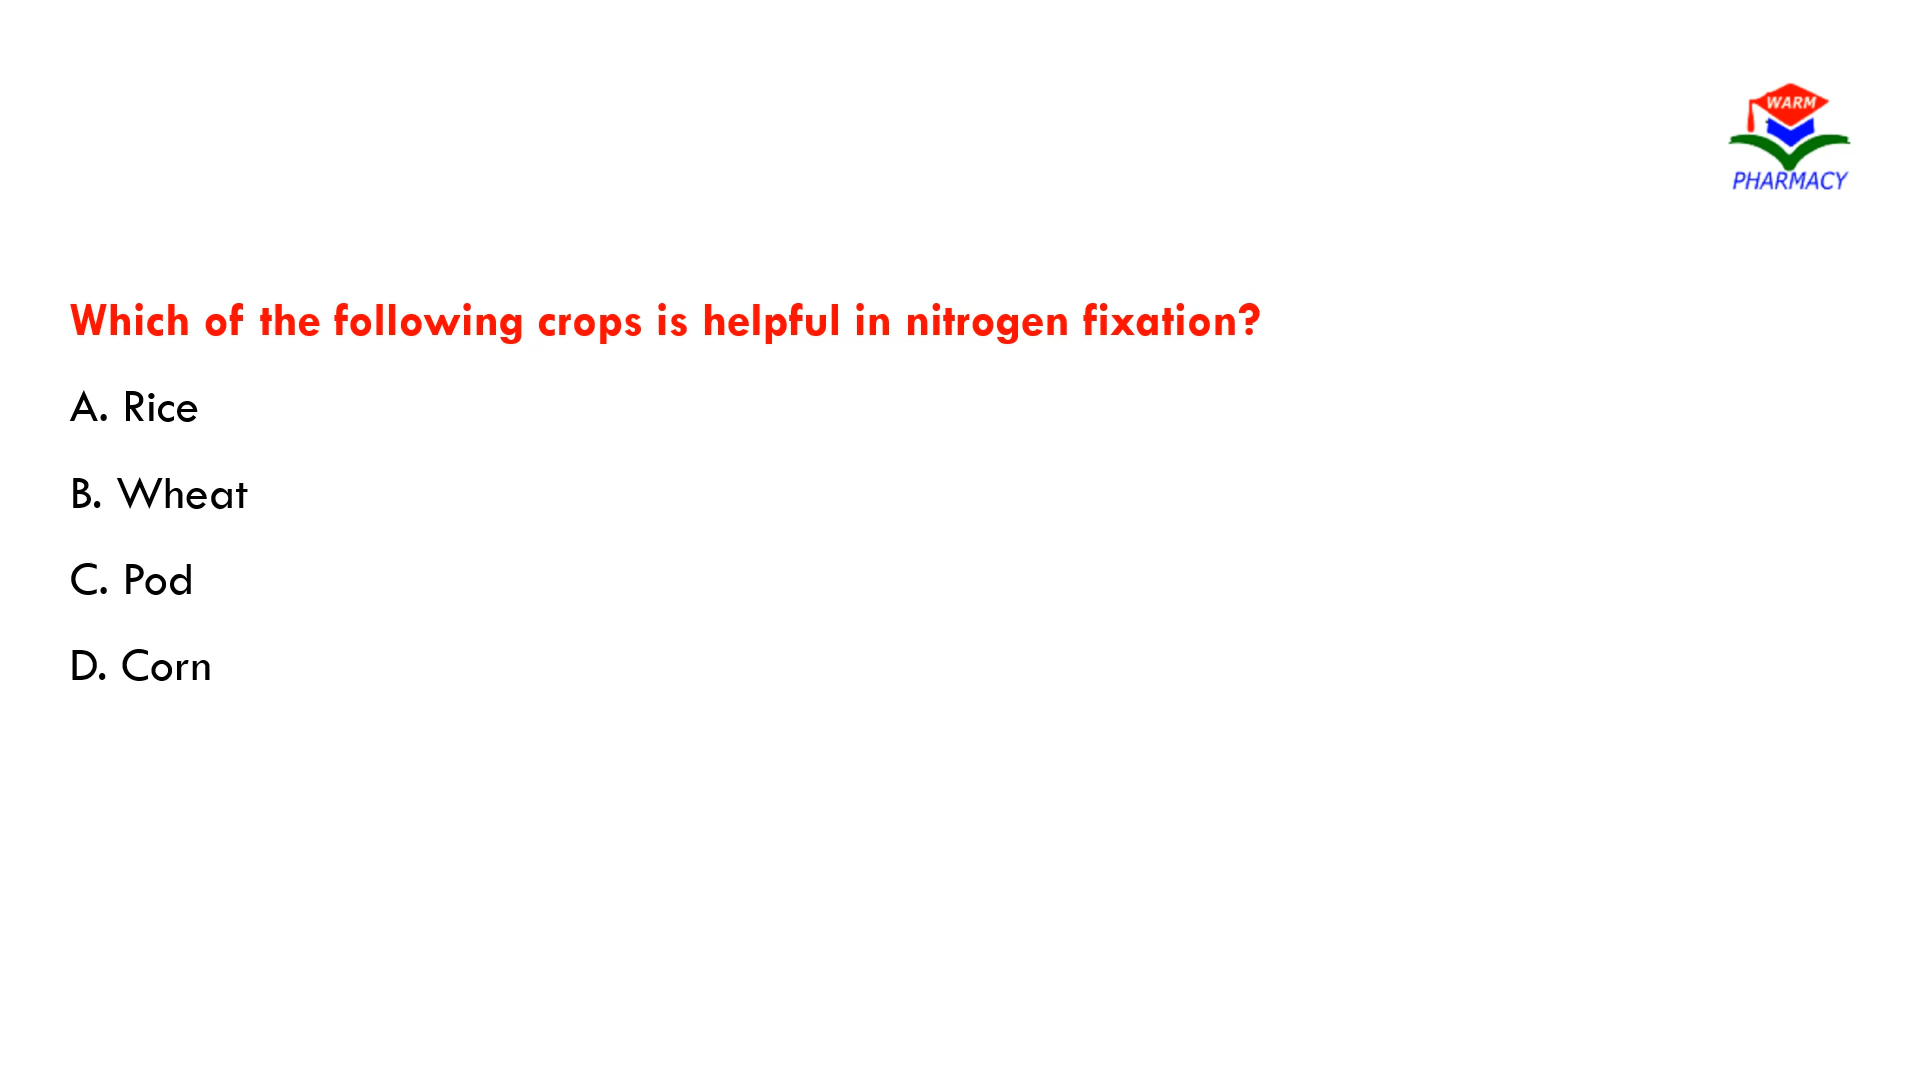 WARM
PHARMACY
Which of the following crops is helpful in nitrogen fixation?
A. Rice
B. Wheat
C. Pod
D. Corn